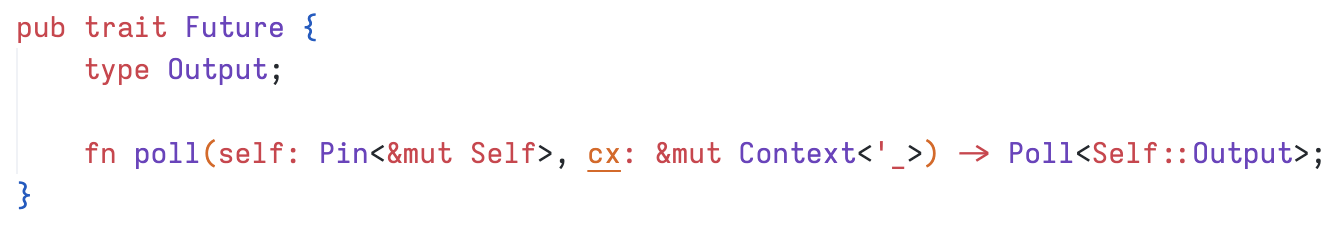 pub trait Future {
    type Output;

    fn poll(self: Pin<&mut Self>, cx: &mut Context<'_>) -> Poll<Self::Output>;
}